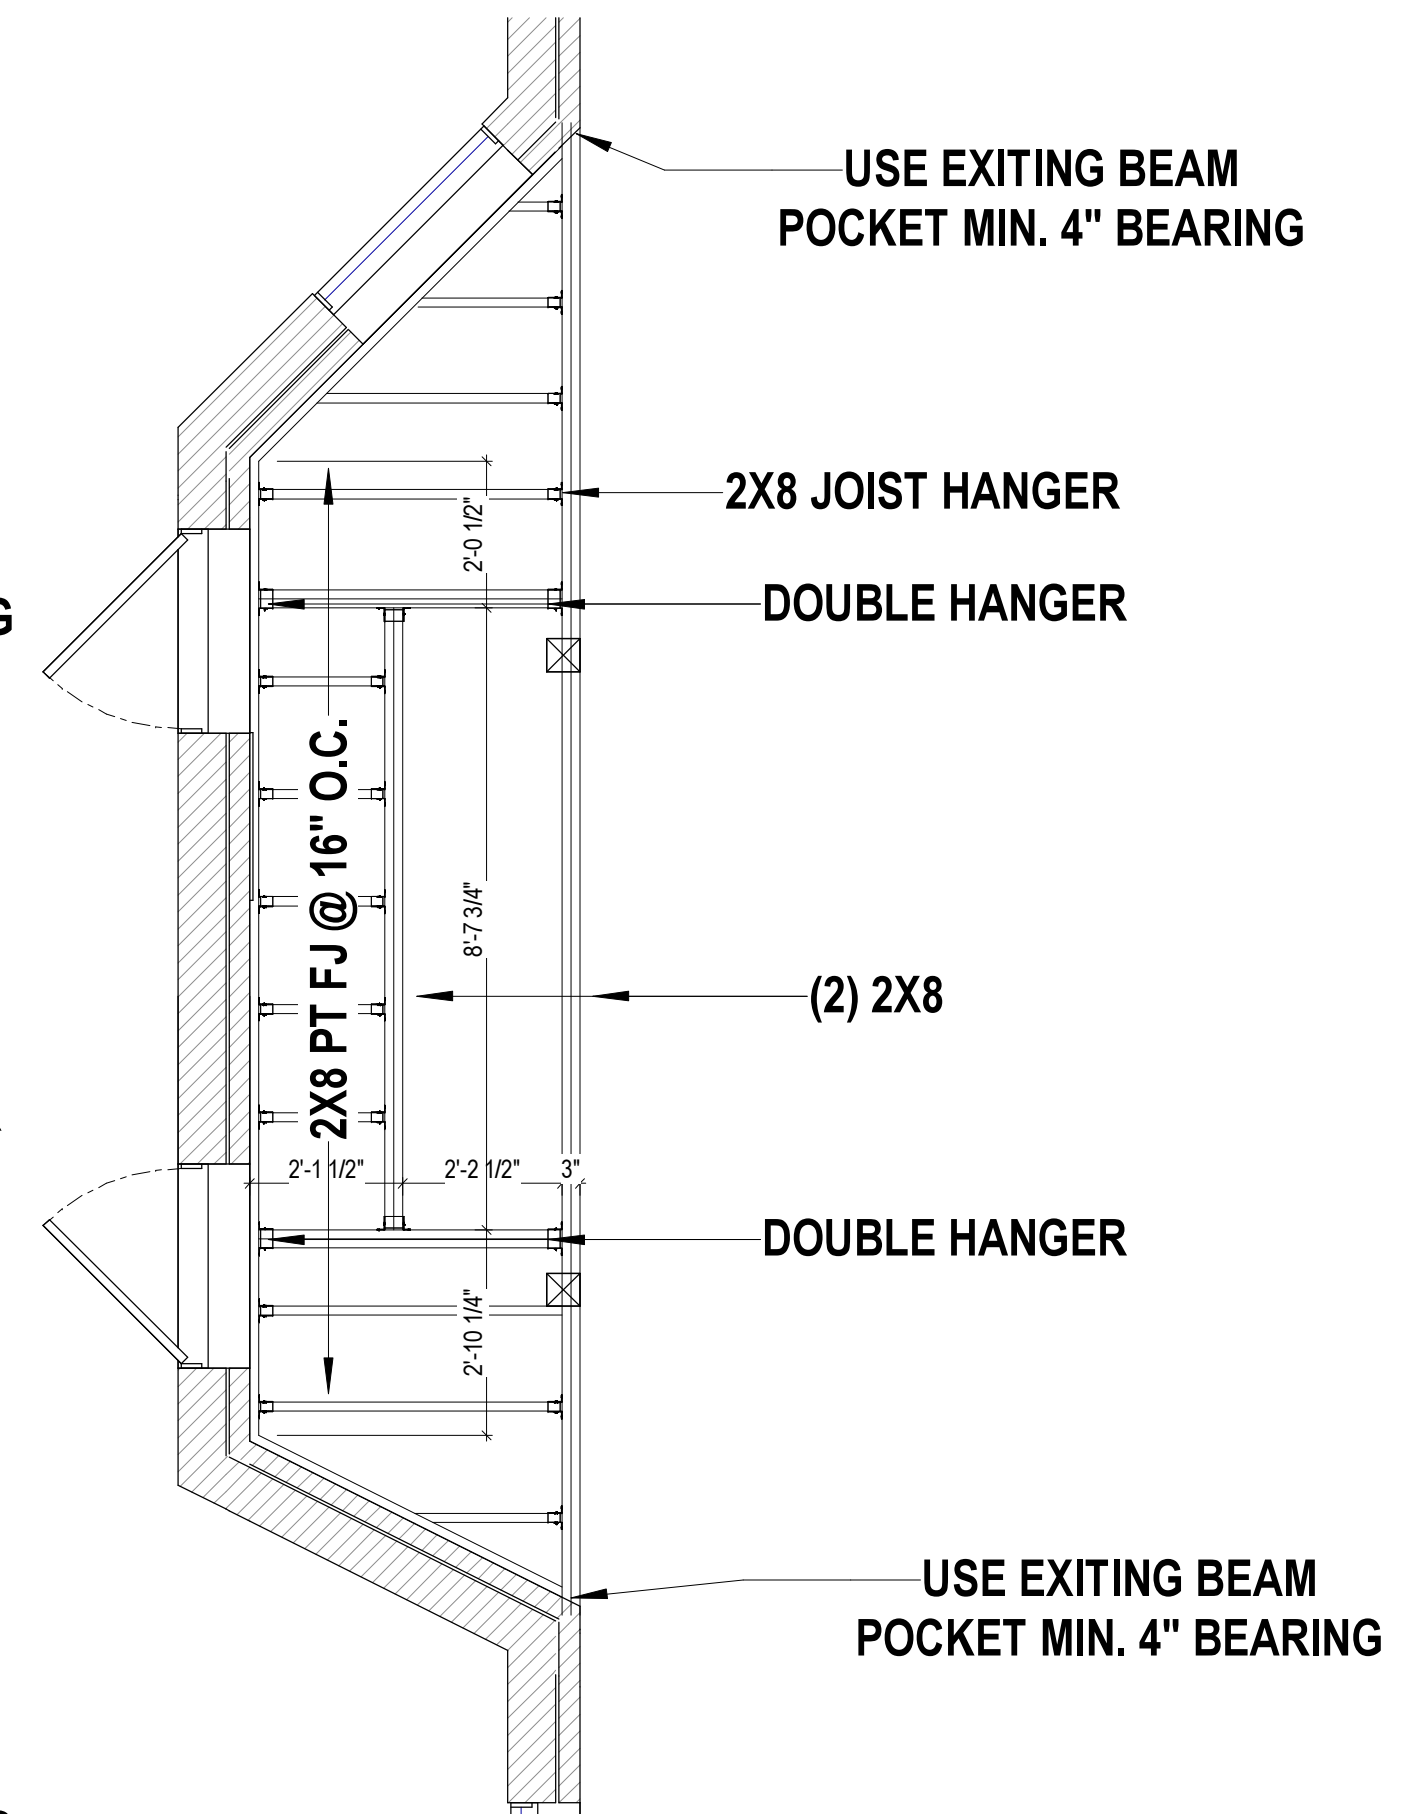 USE EXITING BEAM
POCKET MIN. 4" BEARING
2X8 JOIST HANGER
2'-0 1/2"
DOUBLE HANGER
G
2X8 PT FJ @ 16" O.C.
8'-7 3/4"
(2) 2X8
2'-1 1/2"
2'-2 1/2"
3"
DOUBLE HANGER
2'-10 1/4"
USE EXITING BEAM
POCKET MIN. 4" BEARING